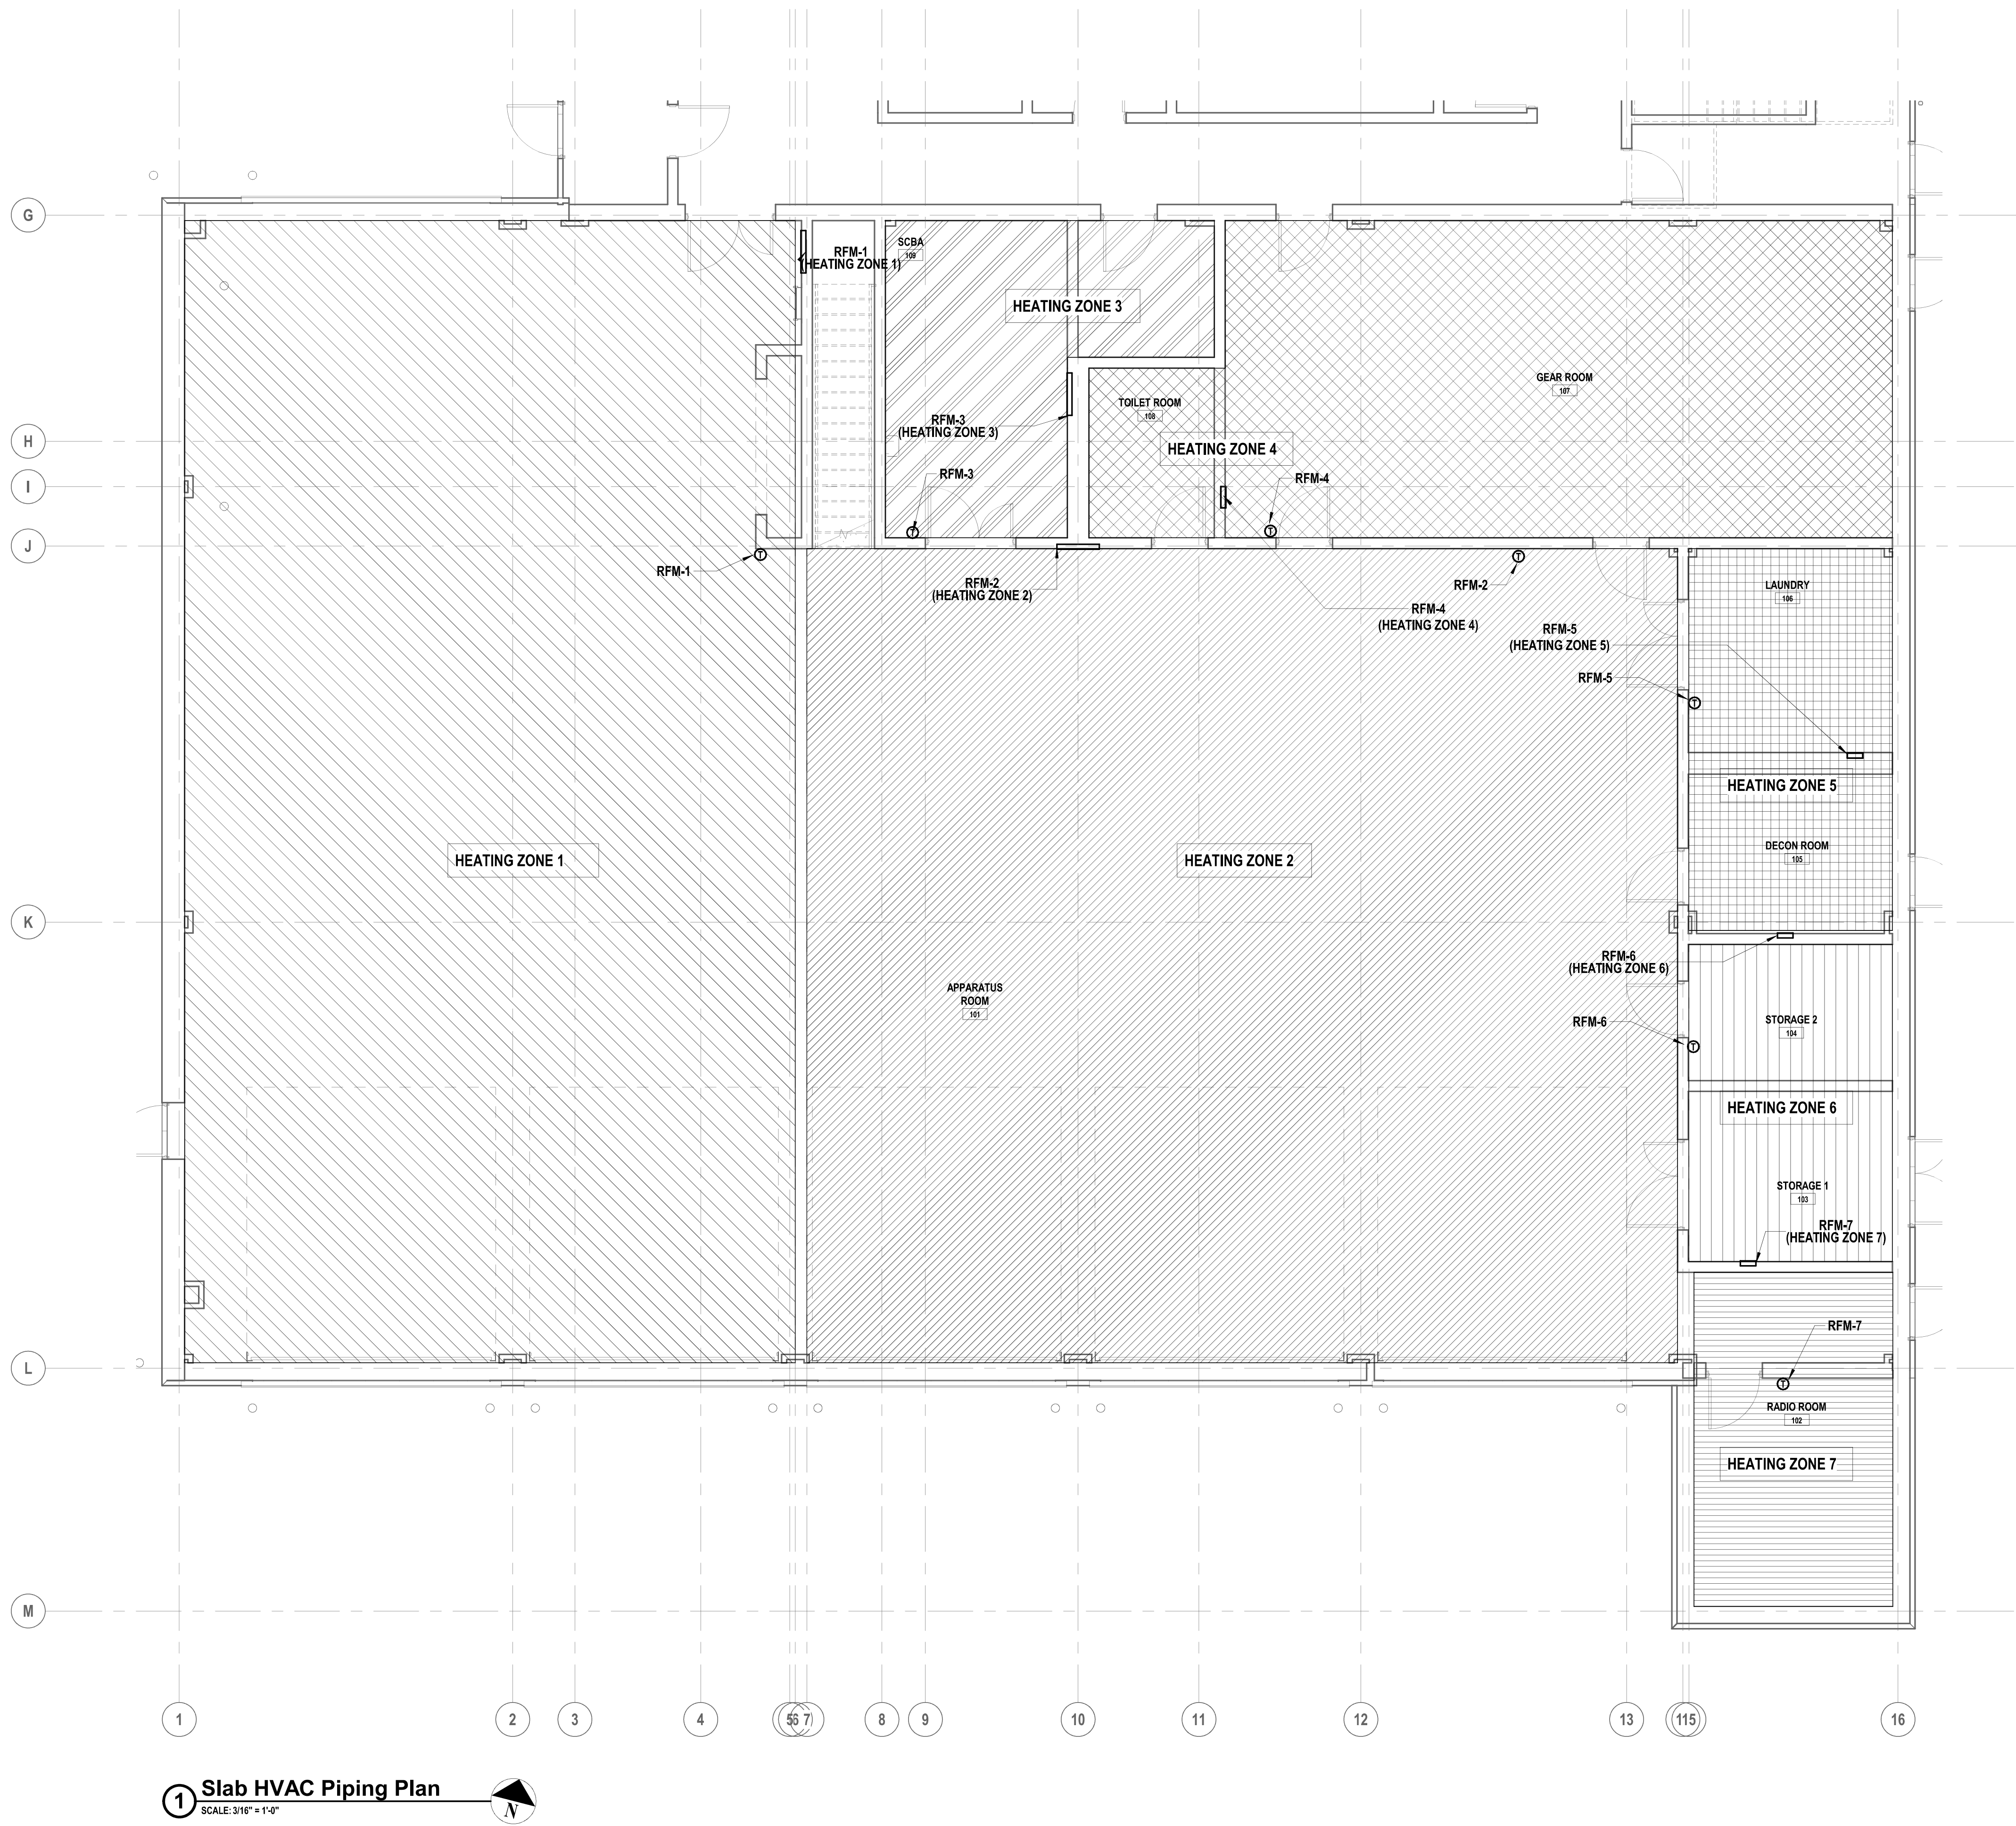 G
RFM-1
(HEATING ZONE 1)
SCBA
109
HEATING ZONE 3
GEAR ROOM
107
TOILET ROOM
108
RFM-3
(HEATING ZONE 3)
H
HEATING ZONE 4
RFM-3
RFM-4
I
J
RFM-1
RFM-2
(HEATING ZONE 2)
RFM-2
LAUNDRY
106
RFM-4
(HEATING ZONE 4)
RFM-5
(HEATING ZONE 5)
RFM-5
T
T
T
T
T
HEATING ZONE 5
DECON ROOM
105
HEATING ZONE 1
HEATING ZONE 2
K
RFM-6
(HEATING ZONE 6)
APPARATUS
ROOM
101
RFM-6
STORAGE 2
104
T
HEATING ZONE 6
STORAGE 1
103
RFM-7
(HEATING ZONE 7)
RFM-7
L
T
RADIO ROOM
102
HEATING ZONE 7
M
1
2
3
4
5
6
7
8
9
10
11
12
13
115
16
1
Slab HVAC Piping Plan
SCALE: 3/16" = 1'-0"
N